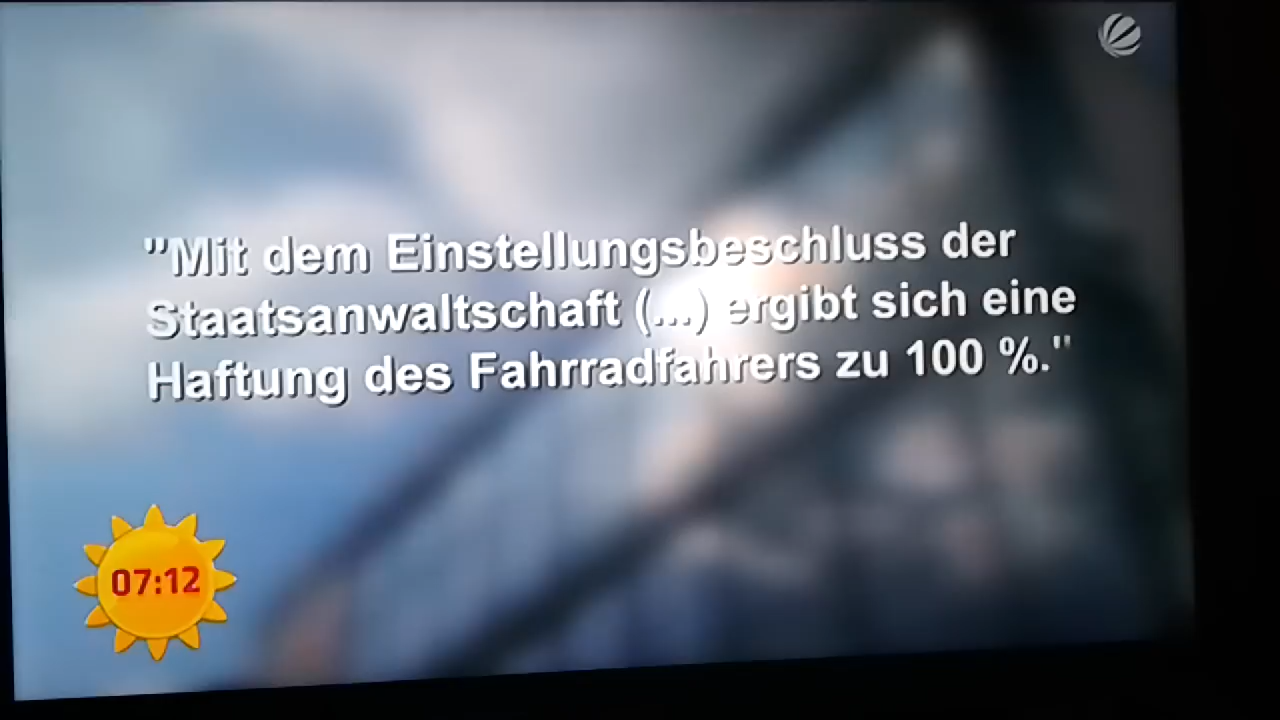 "Mit dem Einstellungsbeschluss der
Staatsanwaltschaft (...) ergibt sich eine
Haftung des Fahrradfahrers zu 100 %."
07:12